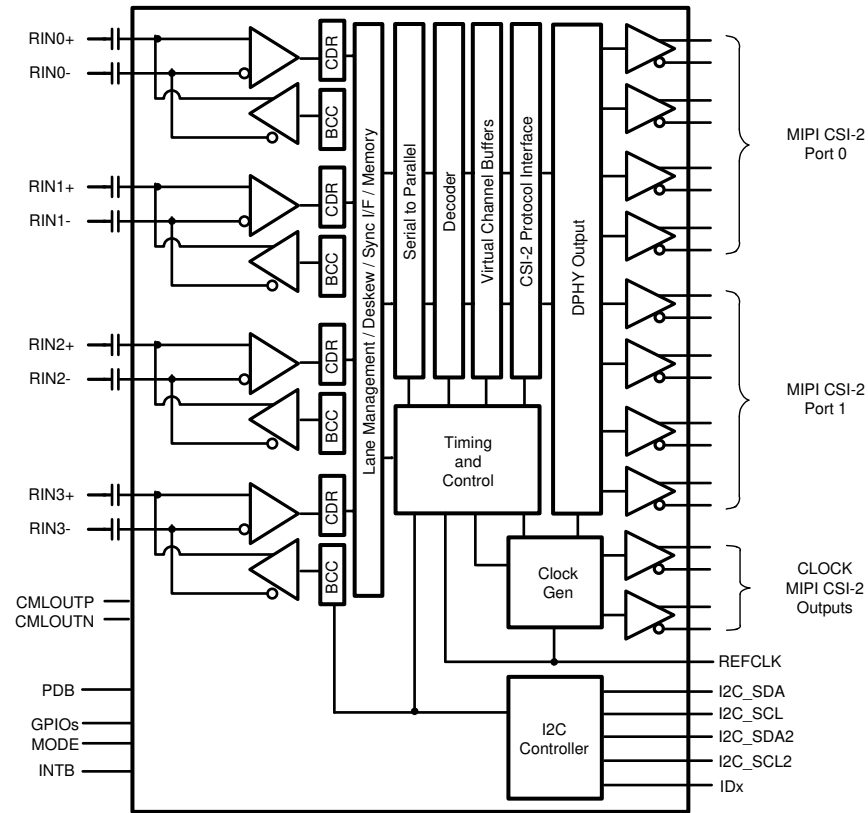 RIN0+
RIN0-
CDR
BCC
RIN1+
RIN1-
CDR
BCC
RIN2+
RIN2-
CDR
BCC
RIN3+
RIN3-
CDR
BCC
CMLOUTP
CMLOUTN
PDB
GPIOs
MODE
INTB
Lane Management / Deskew / Sync I/F / Memory
Serial to Parallel
Decoder
Virtual Channel Buffers
CSI-2 Protocol Interface
DPHY Output
Timing
and
Control
Clock
Gen
I2C
Controller
MIPI CSI-2
Port 0
MIPI CSI-2
Port 1
CLOCK
MIPI CSI-2
Outputs
REFCLK
I2C_SDA
I2C_SCL
I2C_SDA2
I2C_SCL2
IDx